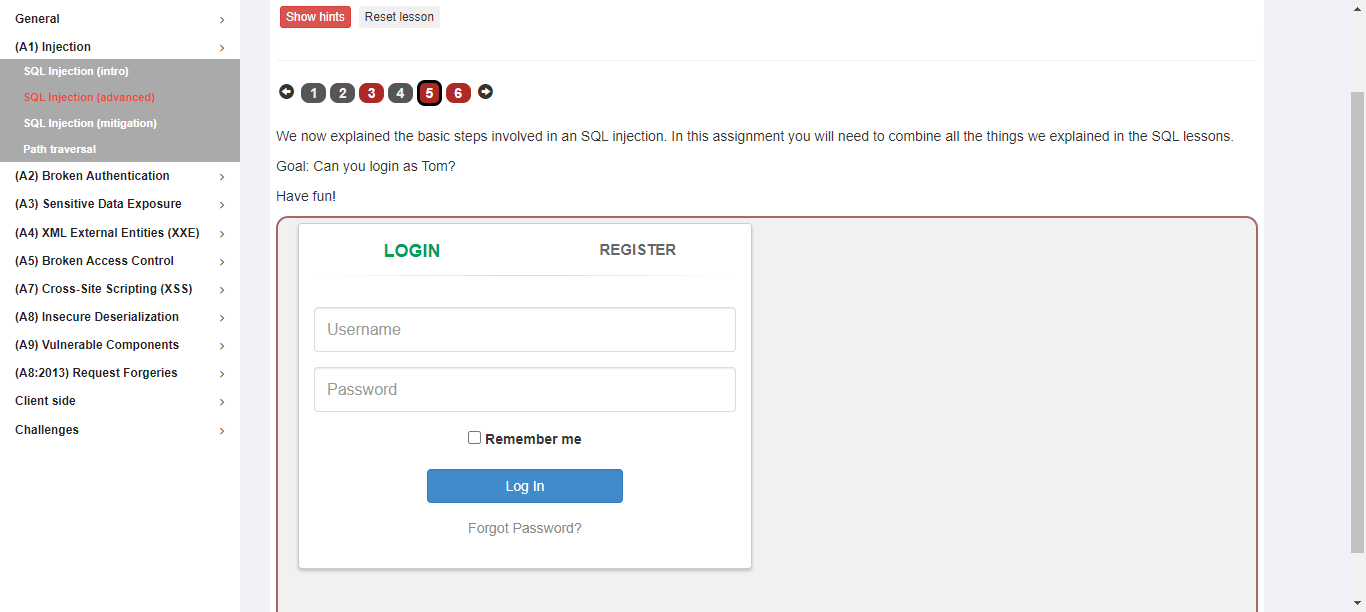 General
(A1) Injection
SQL Injection (intro)
SQL Injection (advanced)
SQL Injection (mitigation)
Path traversal
(A2) Broken Authentication
(A3) Sensitive Data Exposure
(A4) XML External Entities (XXE)
(A5) Broken Access Control
(A7) Cross-Site Scripting (XSS)
(A8) Insecure Deserialization
(A9) Vulnerable Components
(A8:2013) Request Forgeries
Client side
Challenges
Show hints Reset lesson
1 2 3 4 5 6
We now explained the basic steps involved in an SQL injection. In this assignment you will need to combine all the things we explained in the SQL lessons.
Goal: Can you login as Tom?
Have fun!
LOGIN REGISTER
Username
Password
Remember me
Log In
Forgot Password?